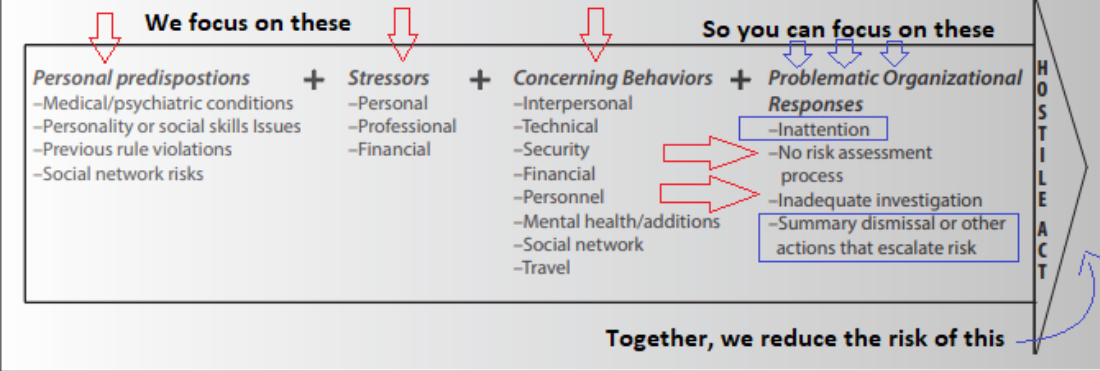 We focus on these
So you can focus on these
Personal predispostions + Stressors + Concerning Behaviors + Problematic Organizational
Responses
–Medical/psychiatric conditions
–Personality or social skills Issues
–Previous rule violations
–Social network risks
–Personal
–Professional
–Financial
–Interpersonal
–Technical
–Security
–Financial
–Personnel
–Mental health/additions
–Social network
–Travel
–Inattention
–No risk assessment
process
–Inadequate investigation
–Summary dismissal or other
actions that escalate risk
HOSTILE ACT
Together, we reduce the risk of this